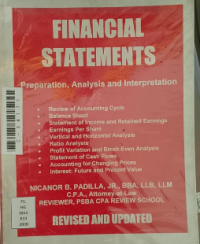 FINANCIAL
STATEMENTS
Preparation, Analysis and Interpretation
Review of Accounting Cycle
Balance Sheet
Statement of Income and Retained Earnings
Earnings Per Share
Vertical and Horizontal Analysis
Ratio Analysis
Profit Variation and Break-Even Analysis
Statement of Cash Flows
Accounting for Changing Prices
Interest: Future and Present Value
NICANOR B. PADILLA, JR., BBA, LLB, LLM
C.P.A., Attorney-at-Law
REVIEWER, PSBA CPA REVIEW SCHOOL
REVISED AND UPDATED